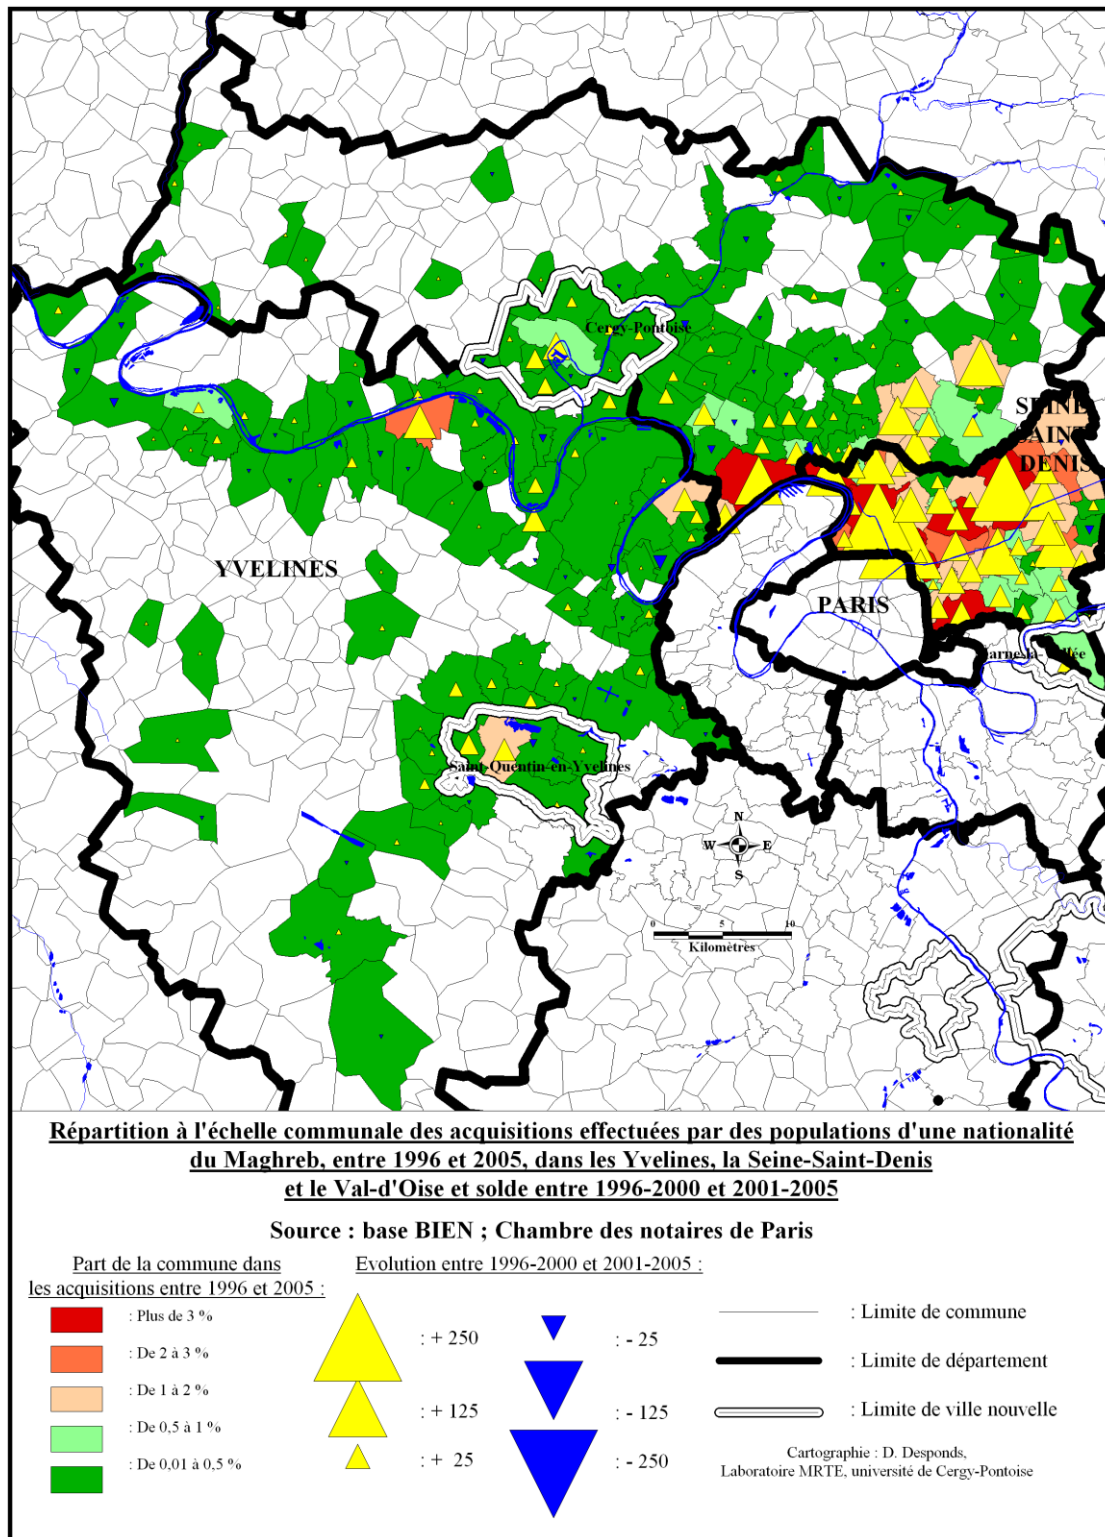 Cergy-Pontoise
SEINE
SAINT
DENIS
YVELINES
PARIS
Marne-la-Vallée
Saint-Quentin-en-Yvelines
N
W E
S
0 5 10
Kilomètres
Répartition à l'échelle communale des acquisitions effectuées par des populations d'une nationalité
du Maghreb, entre 1996 et 2005, dans les Yvelines, la Seine-Saint-Denis
et le Val-d'Oise et solde entre 1996-2000 et 2001-2005
Source : base BIEN ; Chambre des notaires de Paris
Part de la commune dans
les acquisitions entre 1996 et 2005 :
: Plus de 3 %
: De 2 à 3 %
: De 1 à 2 %
: De 0,5 à 1 %
: De 0,01 à 0,5 %
Evolution entre 1996-2000 et 2001-2005 :
: + 250
: + 125
: + 25
: - 25
: - 125
: - 250
: Limite de commune
: Limite de département
: Limite de ville nouvelle
Cartographie : D. Desponds,
Laboratoire MRTE, université de Cergy-Pontoise